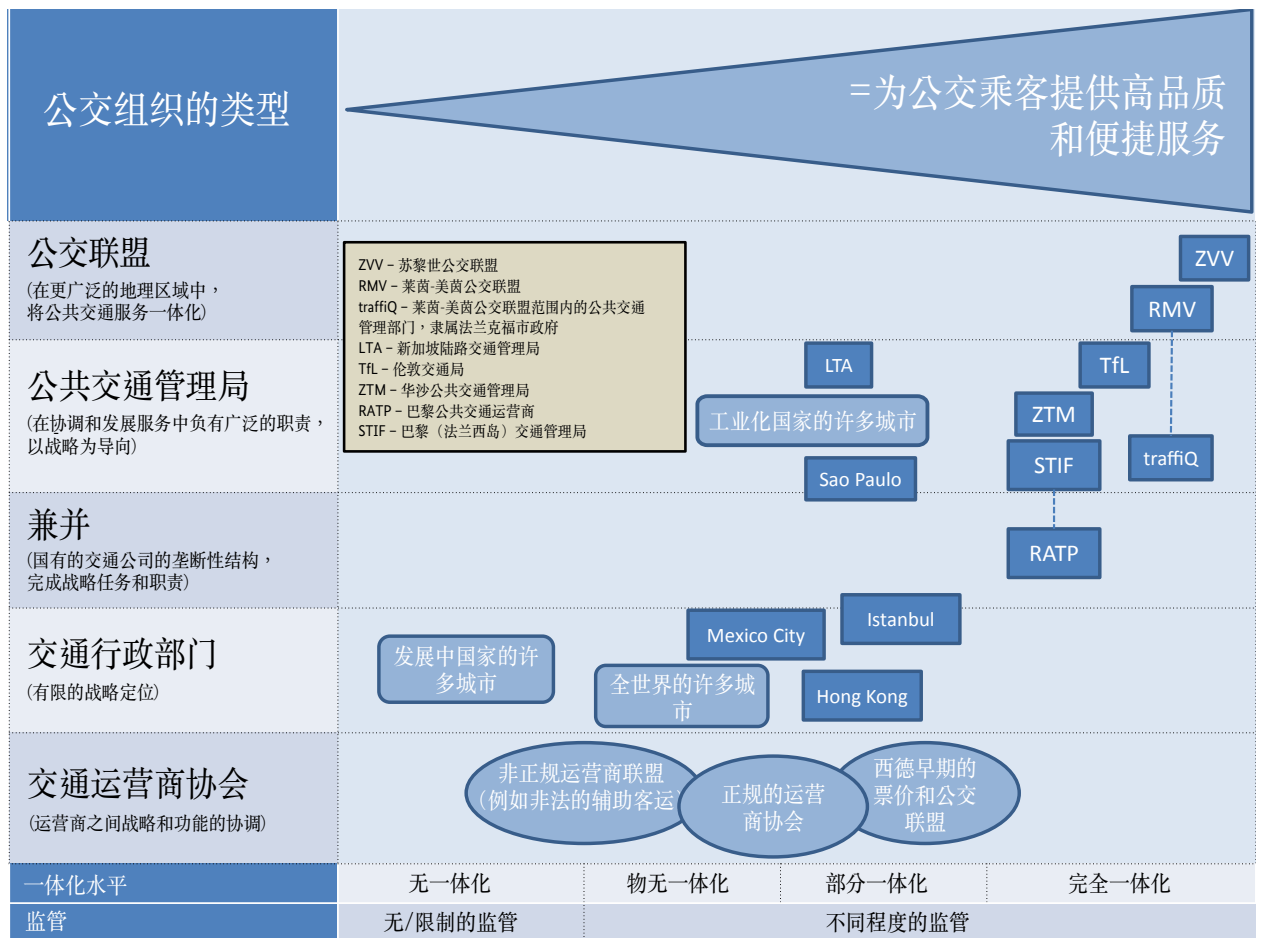 公交组织的类型
=为公交乘客提供高品质
和便捷服务
公交联盟
(在更广泛的地理区域中，
将公共交通服务一体化)
ZVV – 苏黎世公交联盟
RMV – 莱茵-美茵公交联盟
traffiQ – 莱茵-美茵公交联盟范围内的公共交通
管理部门，隶属法兰克福市政府
LTA – 新加坡陆路交通管理局
TfL – 伦敦交通局
ZTM – 华沙公共交通管理局
RATP – 巴黎公共交通运营商
STIF – 巴黎（法兰西岛）交通管理局
ZVV
RMV
公共交通管理局
(在协调和发展服务中负有广泛的职责，
以战略为导向)
LTA
TfL
工业化国家的许多城市
ZTM
STIF
traffiQ
Sao Paulo
兼并
(国有的交通公司的垄断性结构，
完成战略任务和职责)
RATP
交通行政部门
(有限的战略定位)
发展中国家的许
多城市
Mexico City
Istanbul
全世界的许多城
市
Hong Kong
交通运营商协会
(运营商之间战略和功能的协调)
非正规运营商联盟
(例如非法的辅助客运)
正规的运营
商协会
西德早期的
票价和公交
联盟
一体化水平
无一体化
物无一体化
部分一体化
完全一体化
监管
无/限制的监管
不同程度的监管